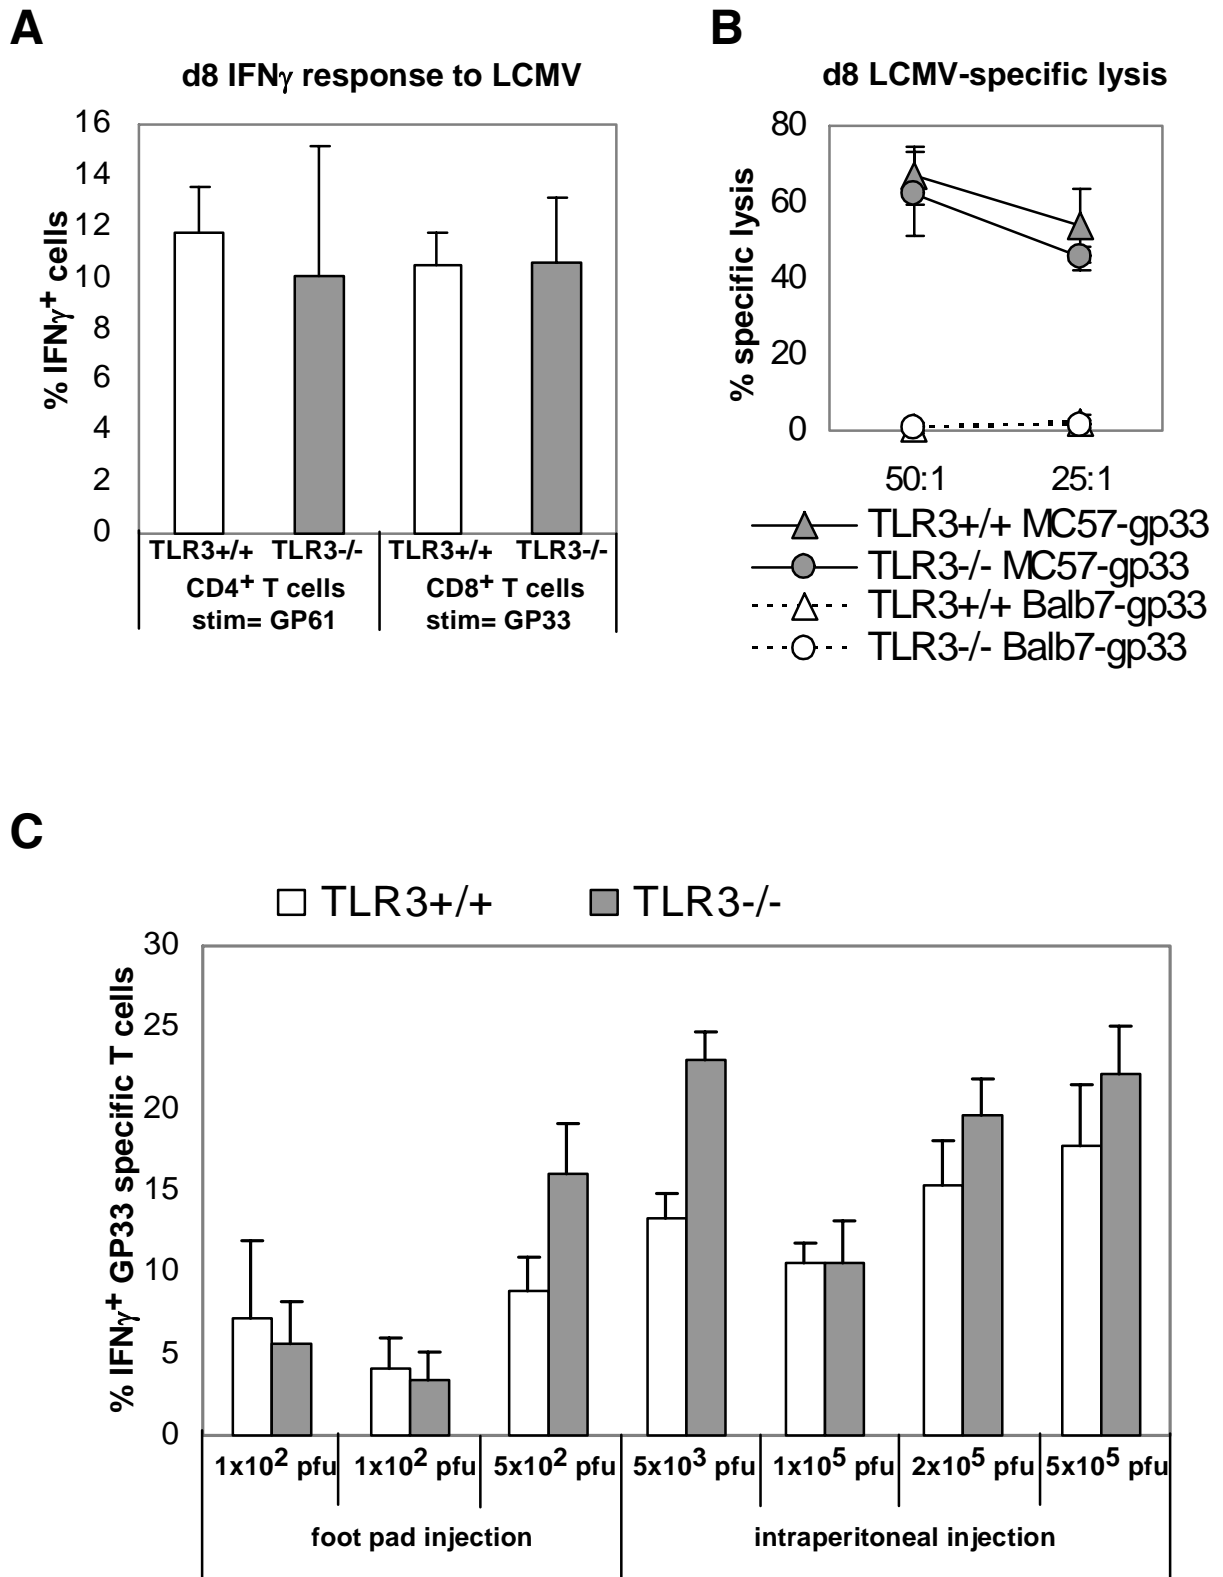 A
d8 IFNγ response to LCMV
% IFNγ+ cells
16
14
12
10
8
6
4
2
0
TLR3+/+ TLR3-/- TLR3+/+ TLR3-/-
CD4+ T cells CD8+ T cells
stim= GP61 stim= GP33
B
d8 LCMV-specific lysis
% specific lysis
80
60
40
20
0
50:1 25:1
TLR3+/+ MC57-gp33
TLR3-/- MC57-gp33
TLR3+/+ Balb7-gp33
TLR3-/- Balb7-gp33
C
TLR3+/+ TLR3-/-
% IFNγ+ GP33 specific T cells
30
25
20
15
10
5
0
1x10² pfu 1x10² pfu 5x10² pfu 5x10³ pfu 1x10⁵ pfu 2x10⁵ pfu 5x10⁵ pfu
foot pad injection intraperitoneal injection